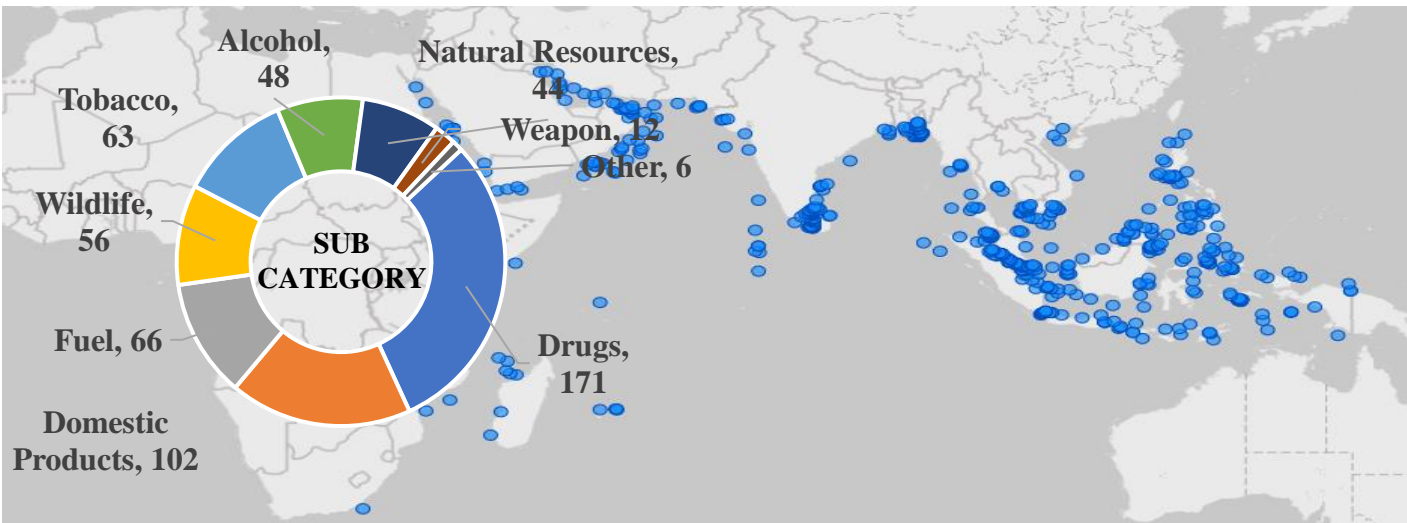 Alcohol,
48
Natural Resources,
44
Tobacco,
63
Weapon, 12
Other, 6
Wildlife,
56
SUB
CATEGORY
Fuel, 66
Drugs,
171
Domestic
Products, 102